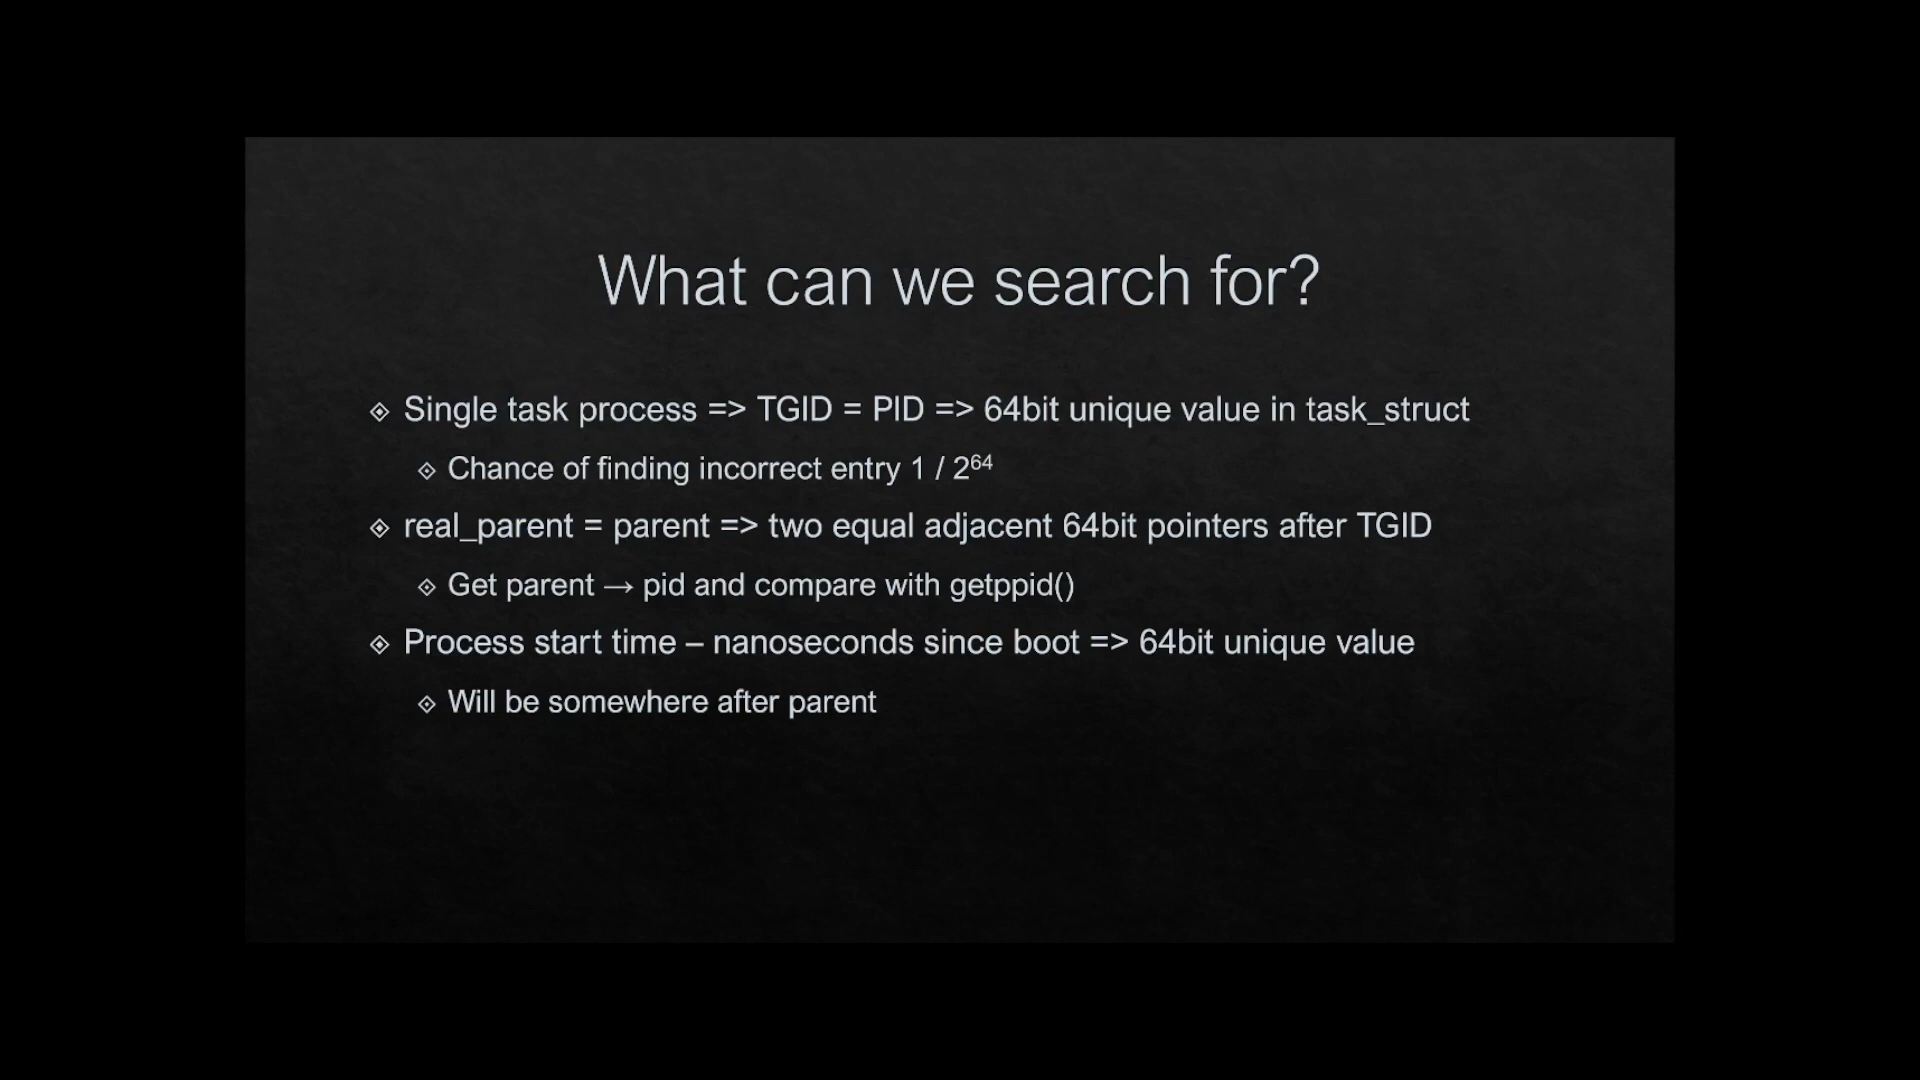 What can we search for?
Single task process => TGID = PID => 64bit unique value in task_struct
Chance of finding incorrect entry 1 / 2⁶⁴
real_parent = parent => two equal adjacent 64bit pointers after TGID
Get parent → pid and compare with getppid()
Process start time – nanoseconds since boot => 64bit unique value
Will be somewhere after parent